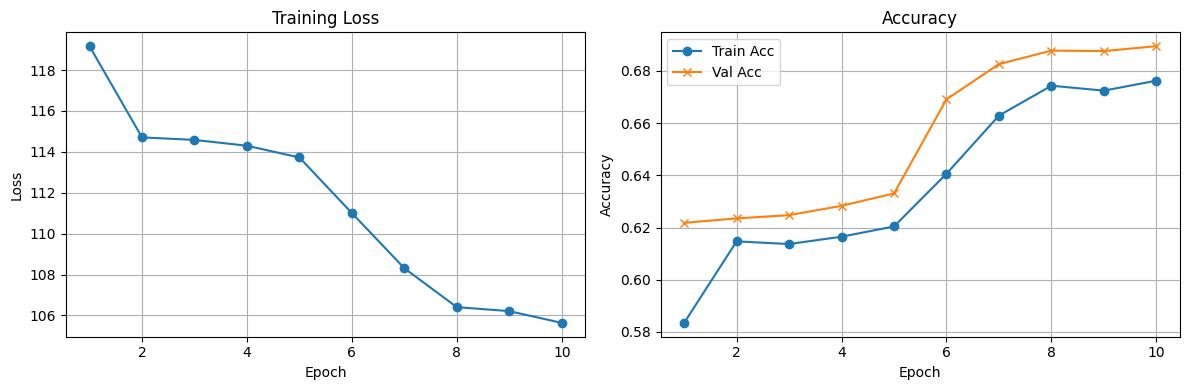 Training Loss
Loss
118
116
114
112
110
108
106
2 4 6 8 10
Epoch
Accuracy
Train Acc
Val Acc
Accuracy
0.68
0.66
0.64
0.62
0.60
0.58
2 4 6 8 10
Epoch